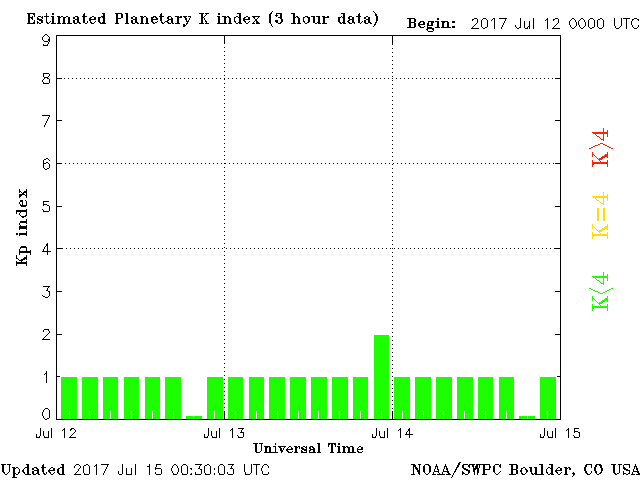 Estimated Planetary K index (3 hour data) Begin: 2017 Jul 12 0000 UTC
9
8
7
6
5
4
3
2
1
0
Kp index
K>4
K=4
K<4
Jul 12 Jul 13 Jul 14 Jul 15
Universal Time
Updated 2017 Jul 15 00:30:03 UTC NOAA/SWPC Boulder, CO USA